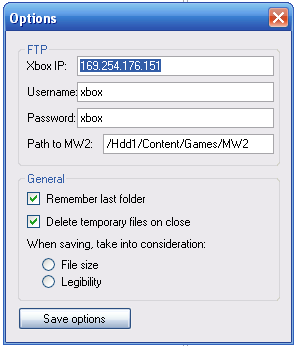 Options
FTP
Xbox IP: 169.254.176.151
Username: xbox
Password: xbox
Path to MW2: /Hdd1/Content/Games/MW2
General
Remember last folder
Delete temporary files on close
When saving, take into consideration:
File size
Legibility
Save options